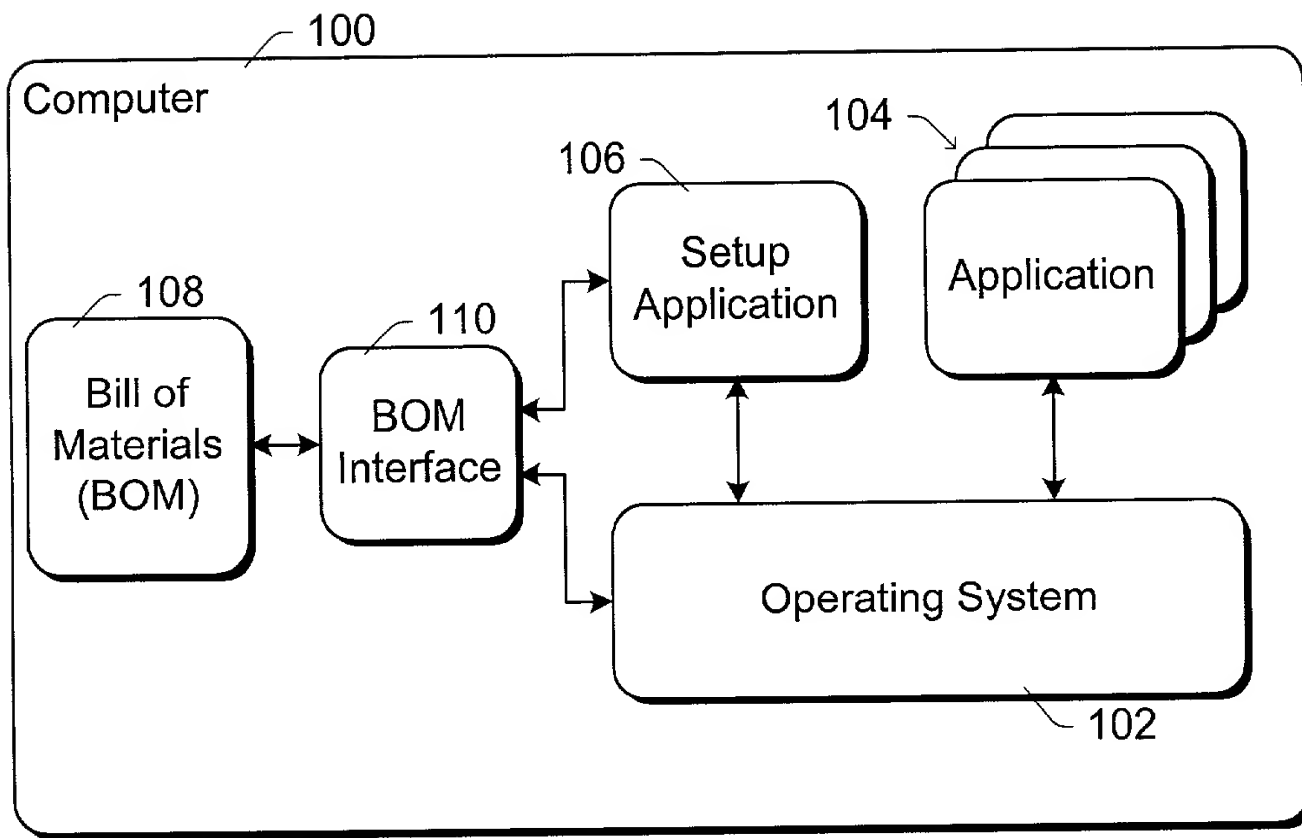 100
Computer
104
106
Setup
Application
Application
108
110
Bill of
Materials
(BOM)
BOM
Interface
Operating System
102